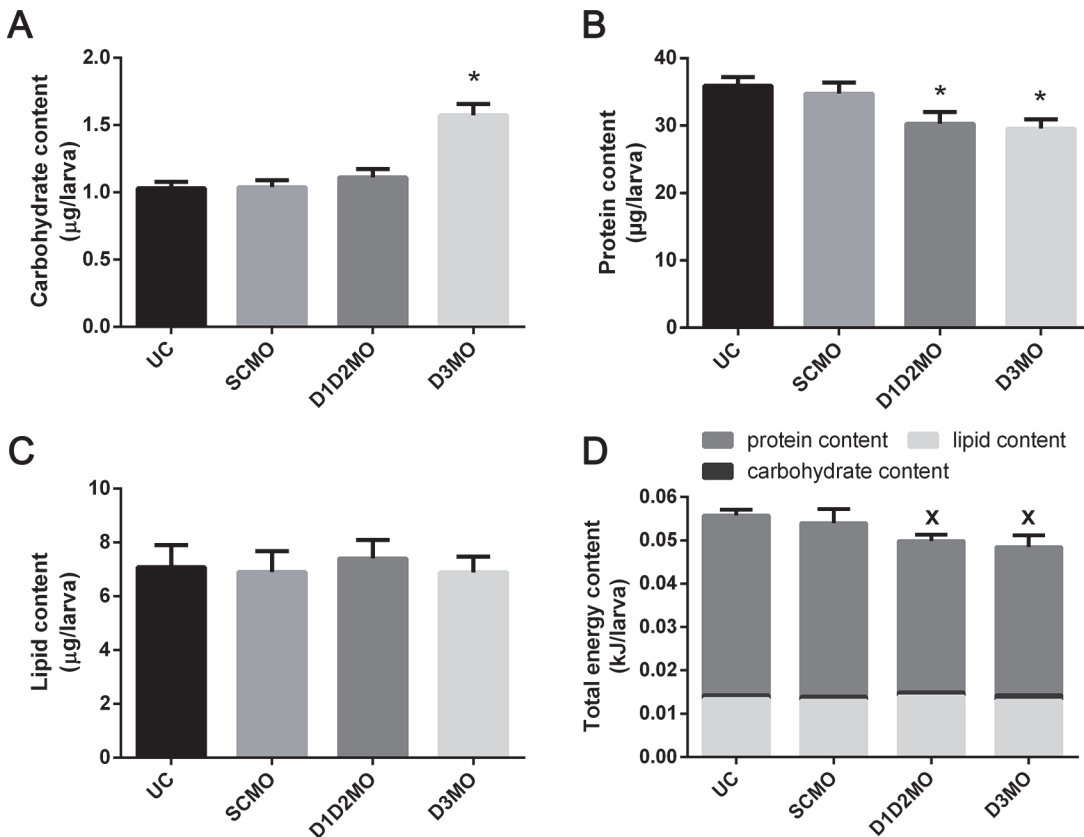 A
Carbohydrate content
(µg/larva)
2.0
1.5
1.0
0.5
0.0
*
UC
SCMO
D1D2MO
D3MO
B
Protein content
(µg/larva)
40
30
20
10
0
*
*
UC
SCMO
D1D2MO
D3MO
C
Lipid content
(µg/larva)
10
8
6
4
2
0
UC
SCMO
D1D2MO
D3MO
D
protein content
lipid content
carbohydrate content
Total energy content
(kJ/larva)
0.06
0.05
0.04
0.03
0.02
0.01
0.00
x
x
UC
SCMO
D1D2MO
D3MO